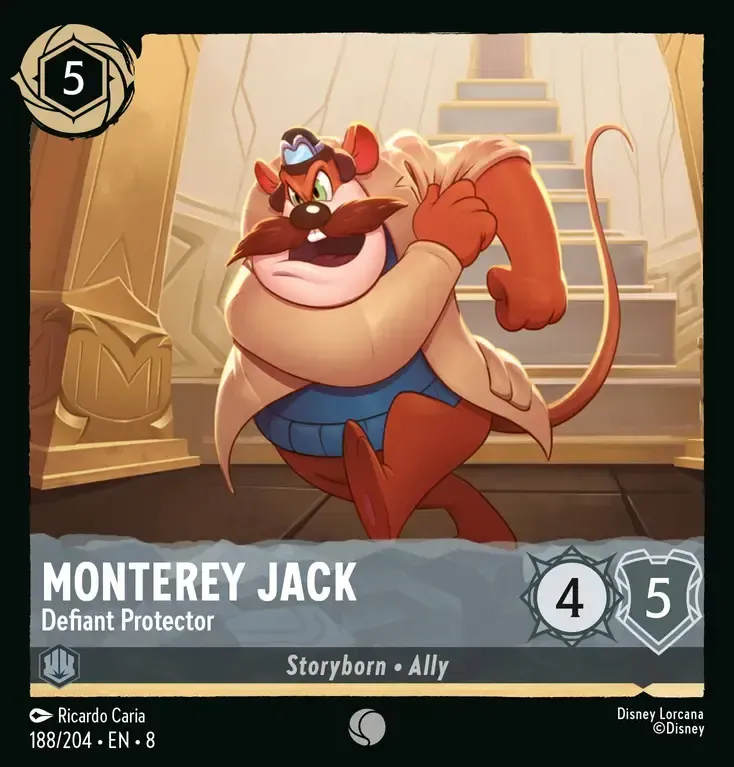 5
MONTEREY JACK
Defiant Protector
4
5
Storyborn • Ally
Ricardo Caria
188/204 • EN • 8
Disney Lorcana
©Disney